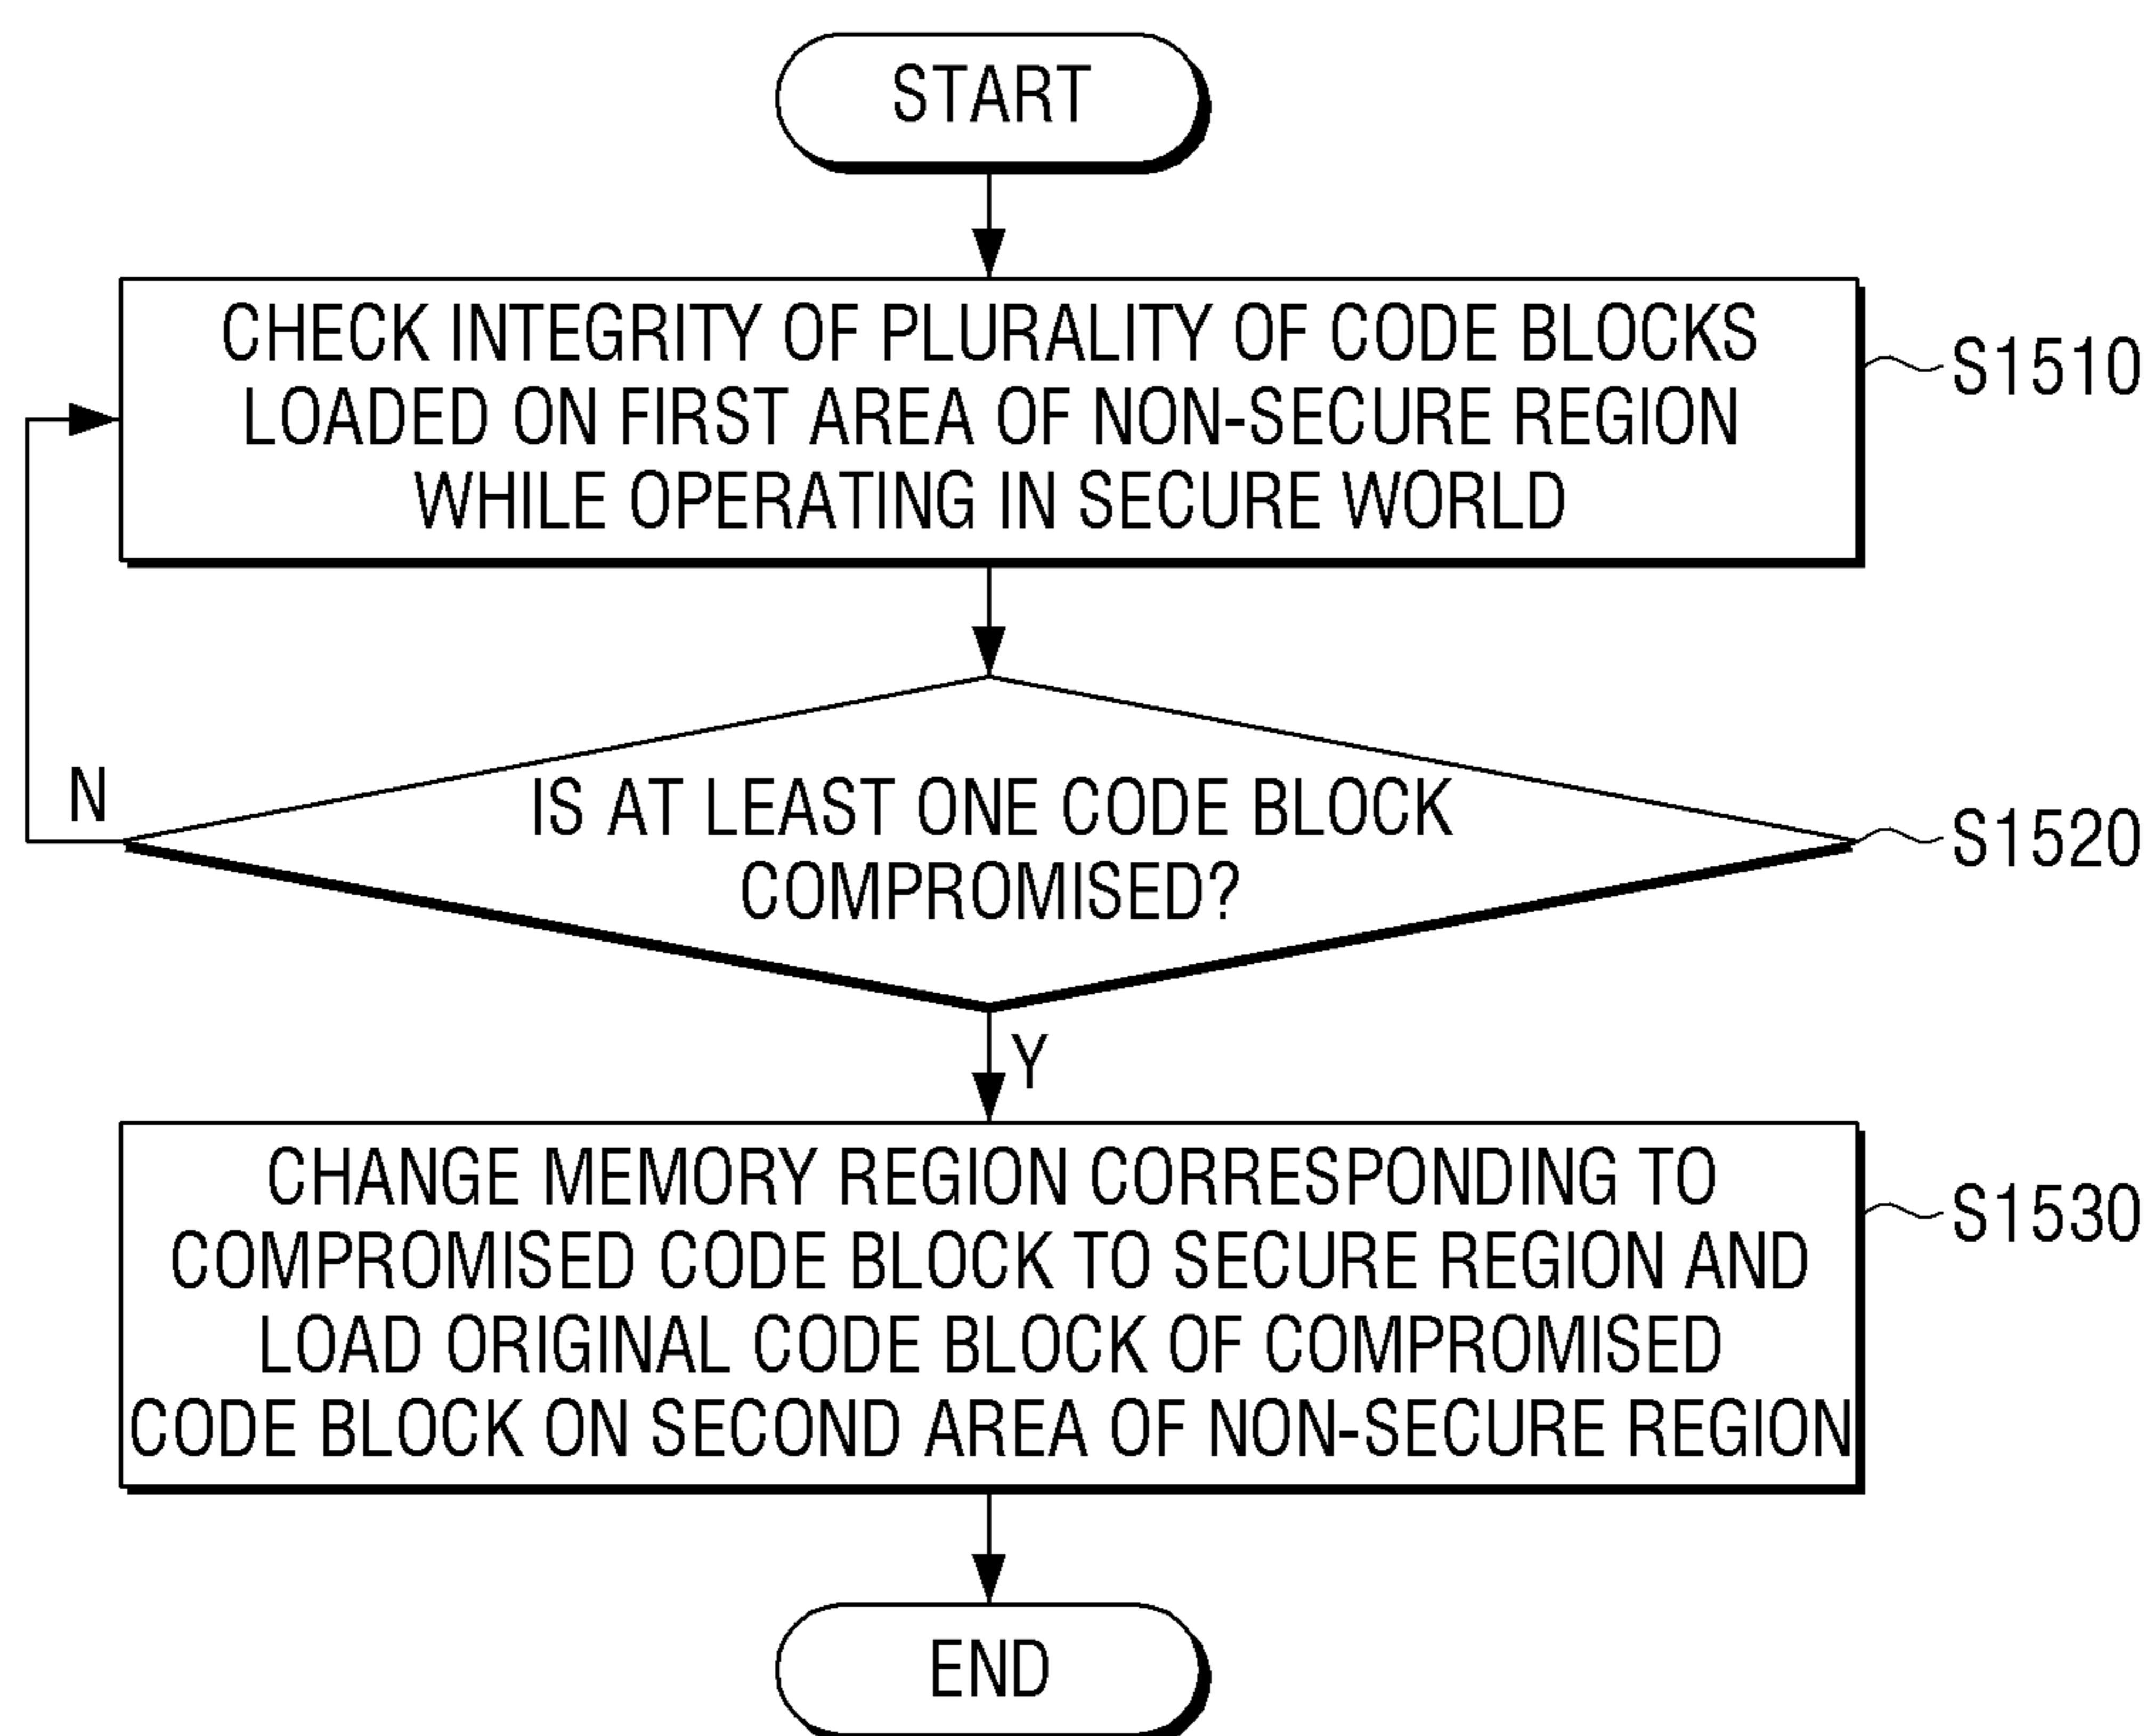 START
CHECK INTEGRITY OF PLURALITY OF CODE BLOCKS
LOADED ON FIRST AREA OF NON-SECURE REGION
WHILE OPERATING IN SECURE WORLD
S1510
N
IS AT LEAST ONE CODE BLOCK
COMPROMISED?
S1520
Y
CHANGE MEMORY REGION CORRESPONDING TO
COMPROMISED CODE BLOCK TO SECURE REGION AND
LOAD ORIGINAL CODE BLOCK OF COMPROMISED
CODE BLOCK ON SECOND AREA OF NON-SECURE REGION
S1530
END